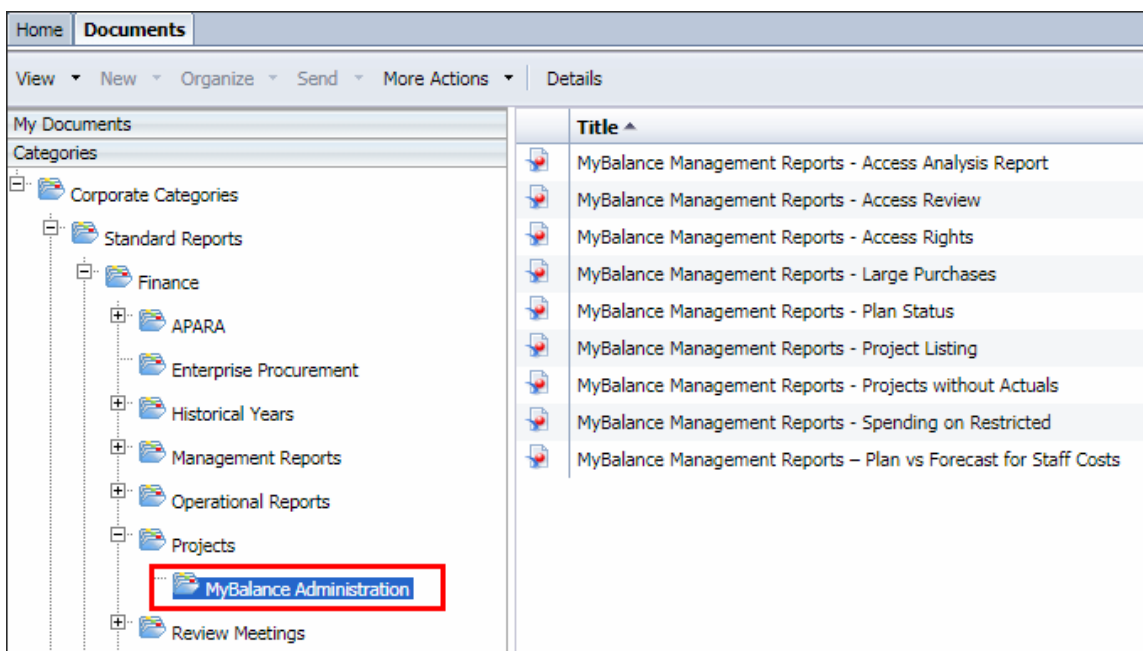 Home Documents
View New Organize Send More Actions Details
My Documents
Categories
Corporate Categories
Standard Reports
Finance
APARA
Enterprise Procurement
Historical Years
Management Reports
Operational Reports
Projects
MyBalance Administration
Review Meetings
Title
MyBalance Management Reports - Access Analysis Report
MyBalance Management Reports - Access Review
MyBalance Management Reports - Access Rights
MyBalance Management Reports - Large Purchases
MyBalance Management Reports - Plan Status
MyBalance Management Reports - Project Listing
MyBalance Management Reports - Projects without Actuals
MyBalance Management Reports - Spending on Restricted
MyBalance Management Reports – Plan vs Forecast for Staff Costs